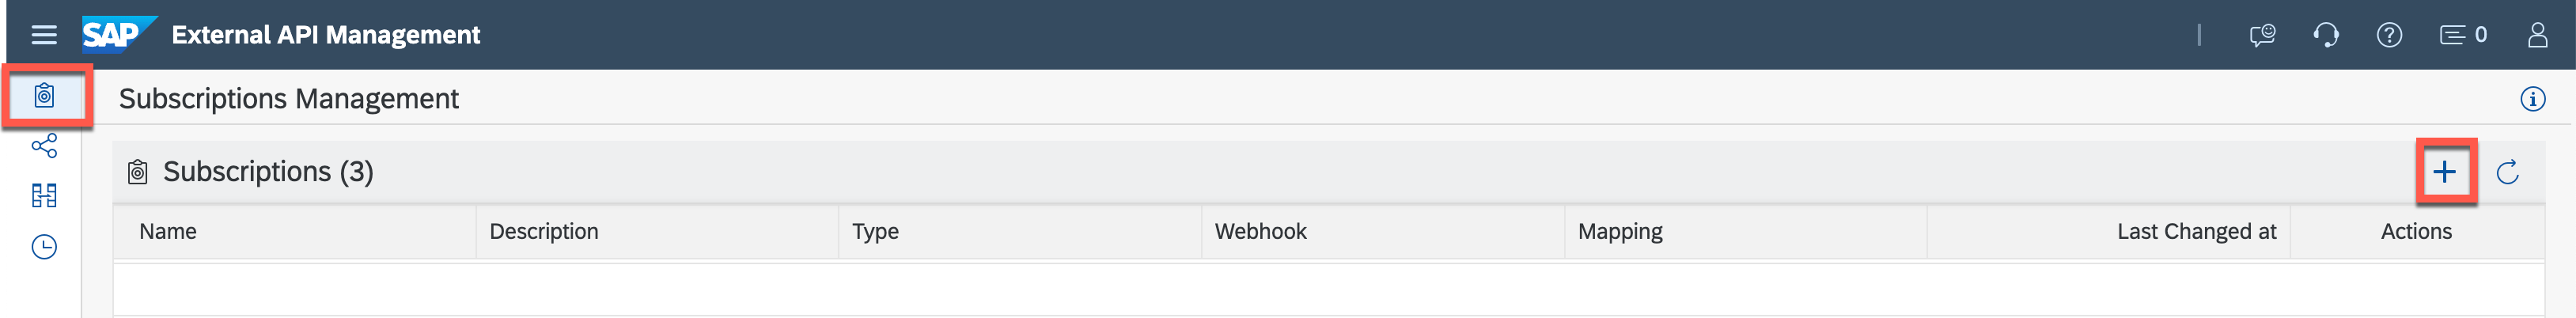 SAP External API Management 0
Subscriptions Management
Subscriptions (3)
Name Description Type Webhook Mapping Last Changed at Actions